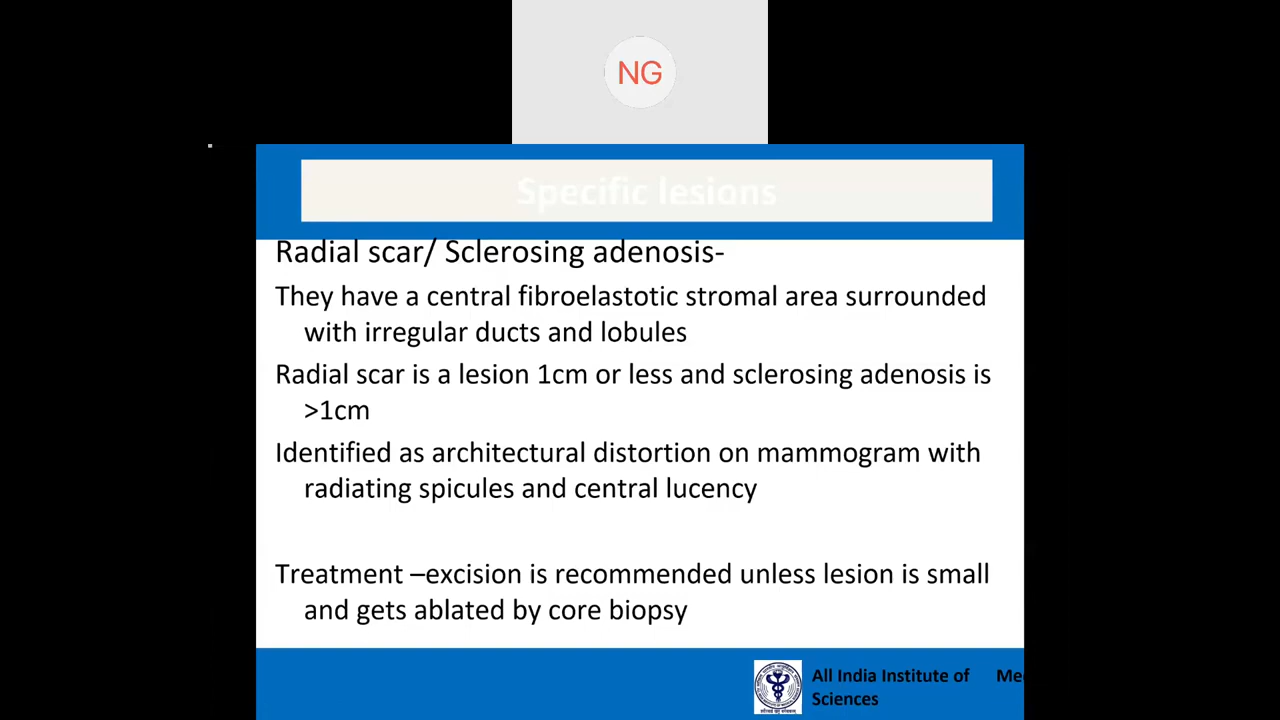 NG
Specific lesions
Radial scar/ Sclerosing adenosis-
They have a central fibroelastotic stromal area surrounded
with irregular ducts and lobules
Radial scar is a lesion 1cm or less and sclerosing adenosis is
>1cm
Identified as architectural distortion on mammogram with
radiating spicules and central lucency
Treatment –excision is recommended unless lesion is small
and gets ablated by core biopsy
All India Institute of
Sciences